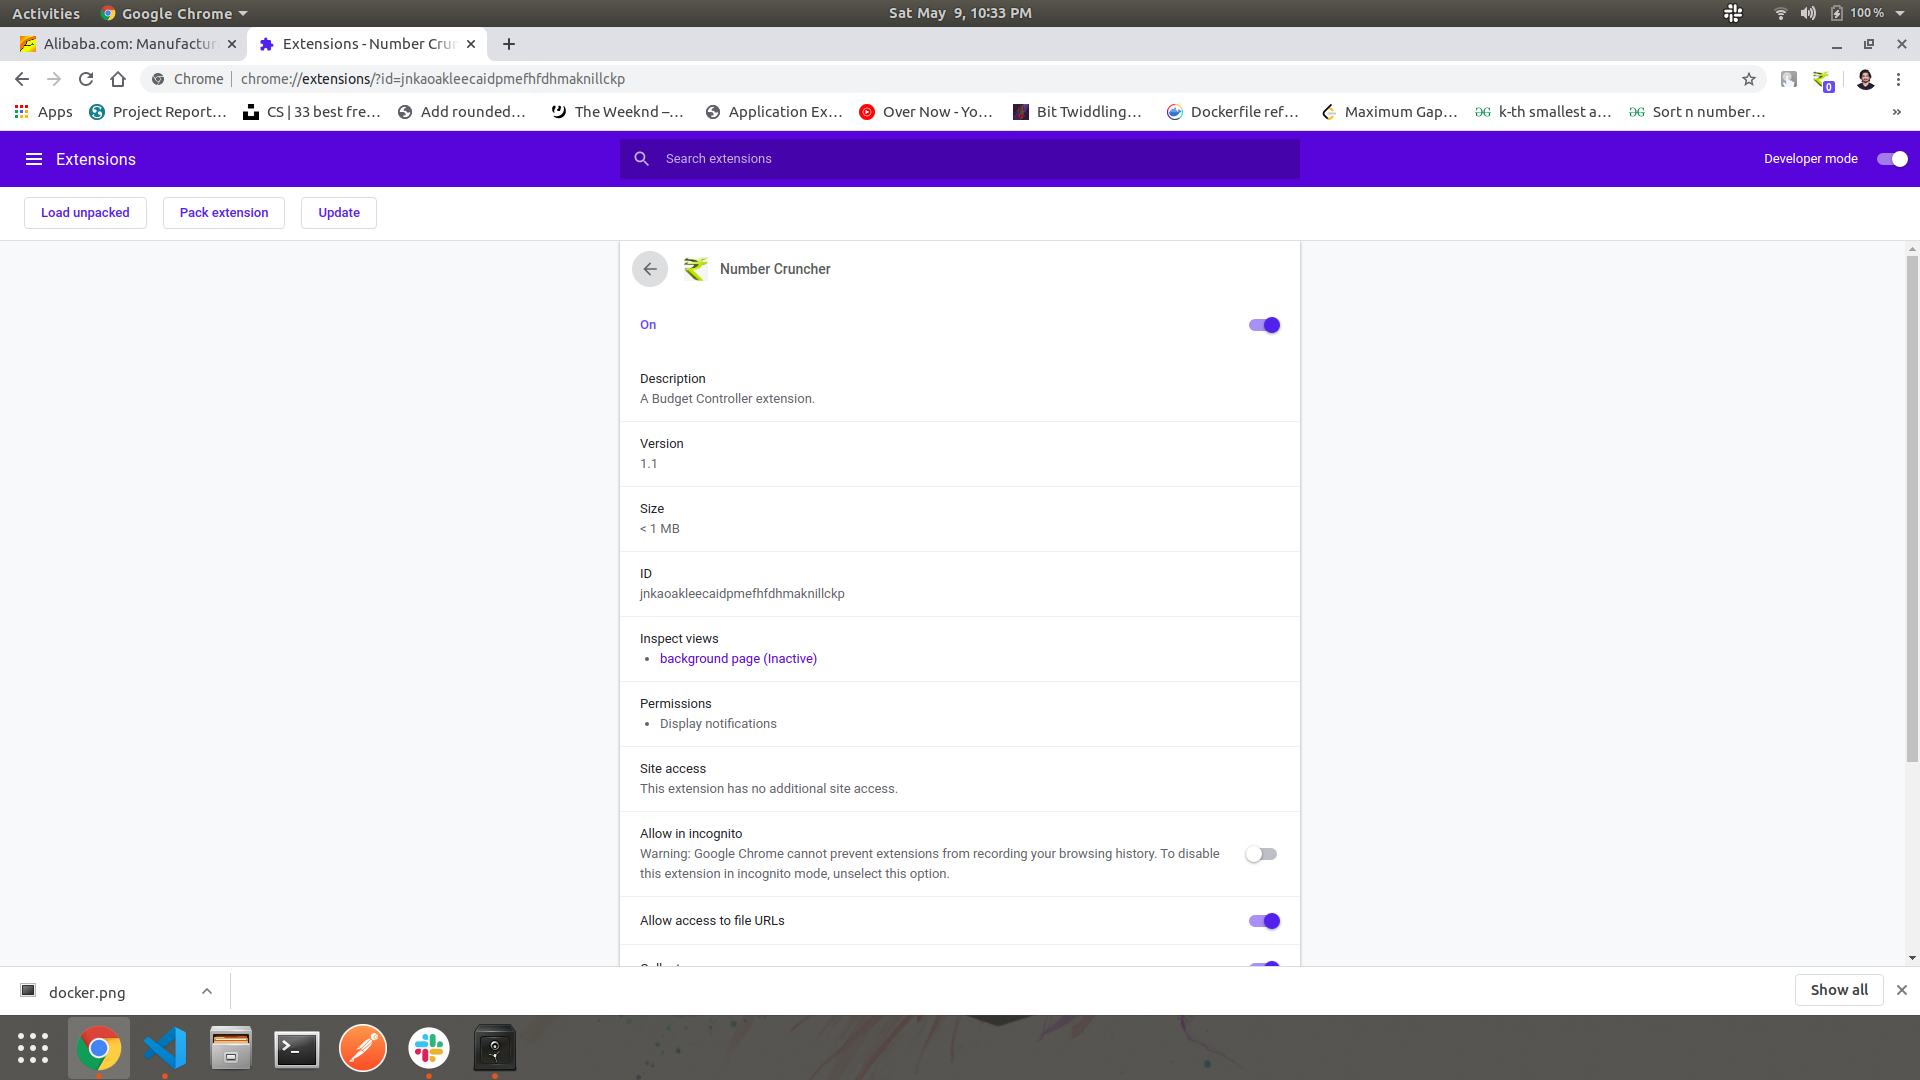 Activities Google Chrome Sat May 9, 10:33 PM 100 %
Alibaba.com: Manufactur Extensions - Number Crun
Chrome chrome://extensions/?id=jnkaoakleecaidpmefhfdhmaknillckp 0
Apps Project Report… CS | 33 best fre… Add rounded… The Weeknd –… Application Ex… Over Now - Yo… Bit Twiddling… Dockerfile ref… Maximum Gap… k-th smallest a… Sort n number… »
Extensions Search extensions Developer mode
Load unpacked Pack extension Update
Number Cruncher
On
Description
A Budget Controller extension.
Version
1.1
Size
< 1 MB
ID
jnkaoakleecaidpmefhfdhmaknillckp
Inspect views
• background page (Inactive)
Permissions
• Display notifications
Site access
This extension has no additional site access.
Allow in incognito
Warning: Google Chrome cannot prevent extensions from recording your browsing history. To disable
this extension in incognito mode, unselect this option.
Allow access to file URLs
docker.png Show all